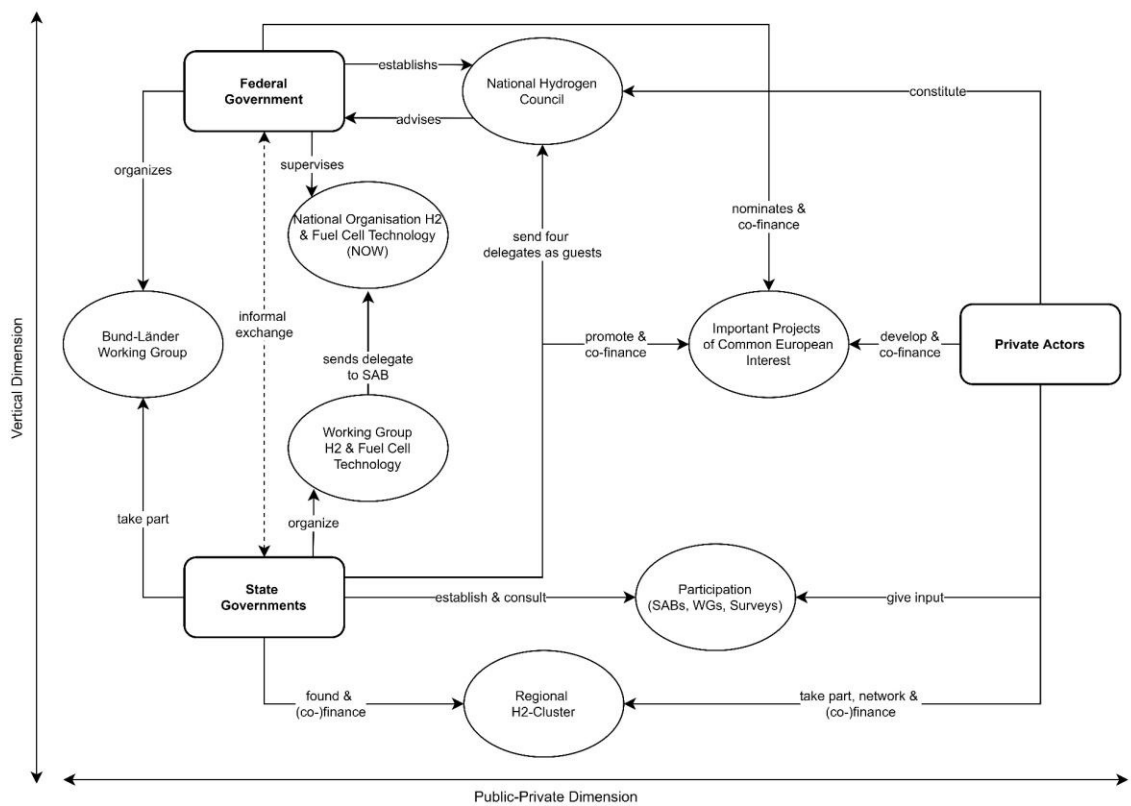 Federal
Government
establishs
National Hydrogen
Council
constitute
advises
organizes
supervises
National Organisation H2
& Fuel Cell Technology
(NOW)
send four
delegates as guests
nominates &
co-finance
Bund-Länder
Working Group
informal
exchange
promote &
co-finance
Important Projects
of Common European
Interest
develop &
co-finance
Private Actors
sends delegate
to SAB
Working Group
H2 & Fuel Cell
Technology
take part
organize
State
Governments
establish & consult
Participation
(SABs, WGs, Surveys)
give input
found &
(co-)finance
Regional
H2-Cluster
take part, network &
(co-)finance
Vertical Dimension
Public-Private Dimension